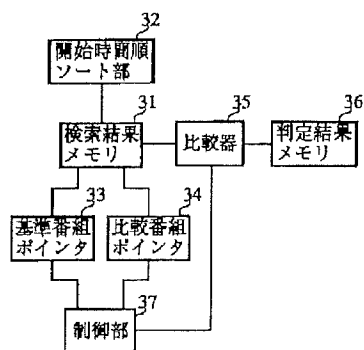 32
開始時間順
ソート部
31
検索結果
メモリ
35
比較器
36
判定結果
メモリ
33
基準番組
ポインタ
34
比較番組
ポインタ
37
制御部